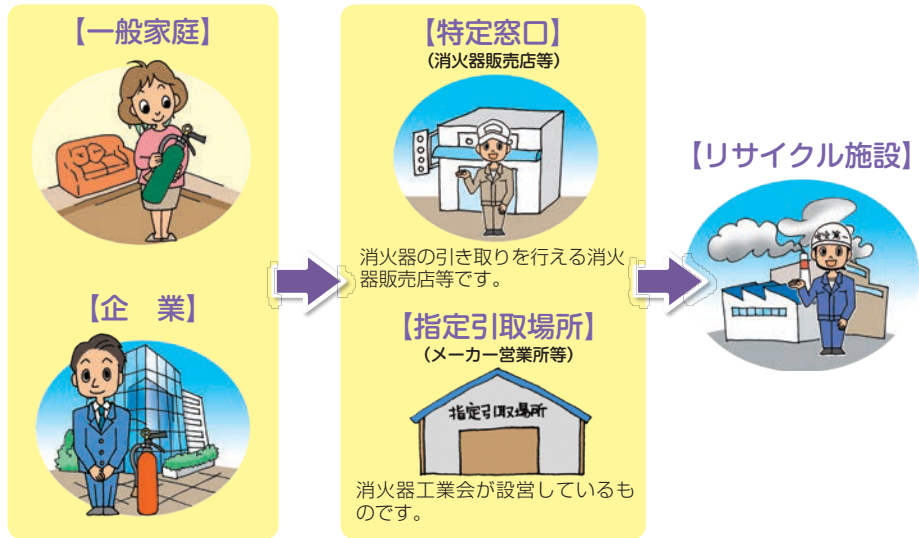 【一般家庭】
【企　業】
【特定窓口】
（消火器販売店等）
消火器の引き取りを行える消火
器販売店等です。
【指定引取場所】
（メーカー営業所等）
指定引取場所
消火器工業会が設営しているも
のです。
【リサイクル施設】